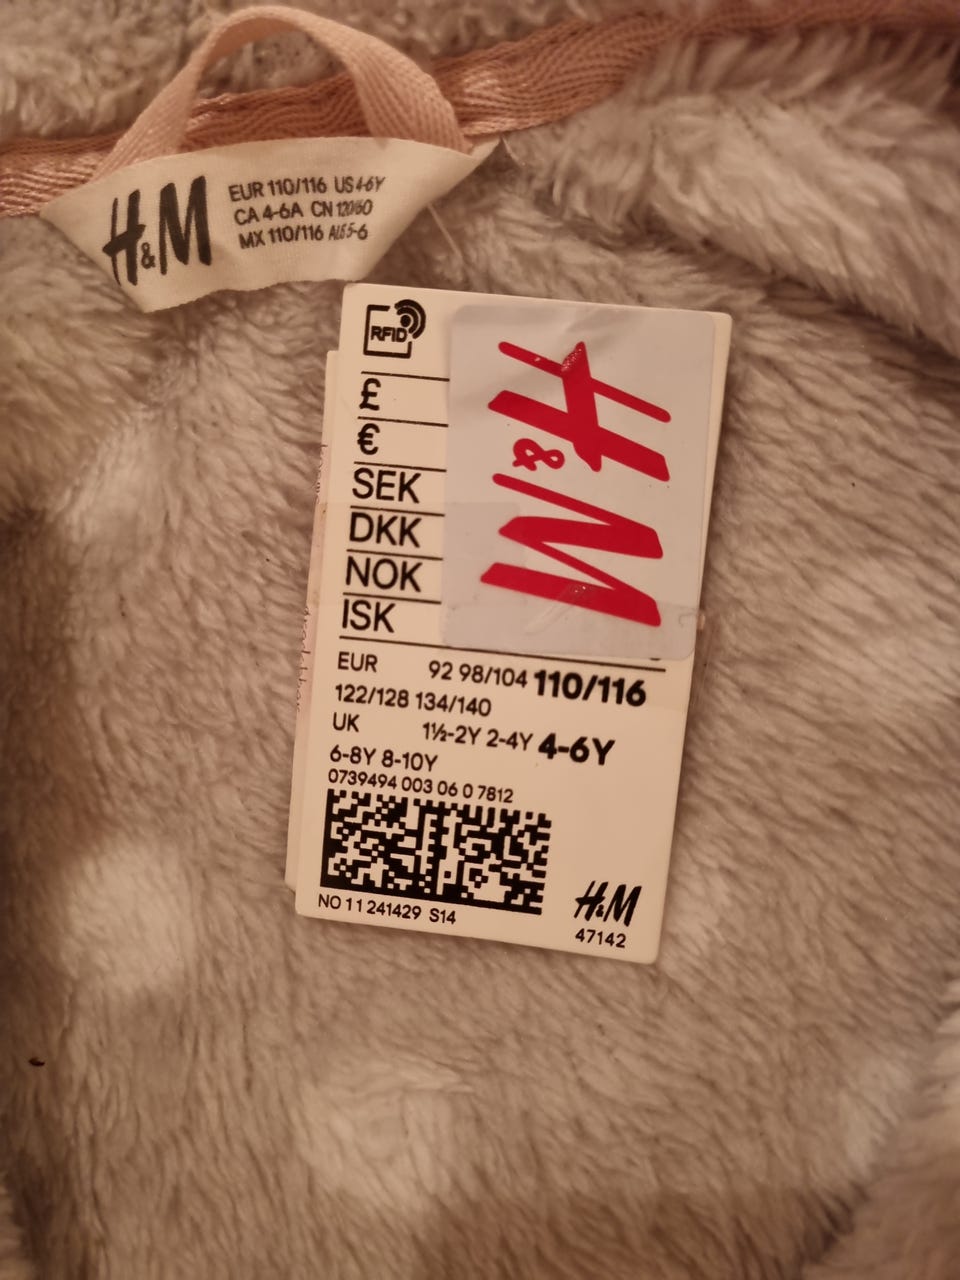 H&M
EUR 110/116 US 4-6Y
CA 4-6A CN 120/60
MX 110/116 AUS 5-6
RFID
£
€
SEK
DKK
NOK
ISK
H&M
EUR 92 98/104 110/116
122/128 134/140
UK 1½-2Y 2-4Y 4-6Y
6-8Y 8-10Y
0739494 003 06 0 7812
NO 11 241429 S14
H&M
47142